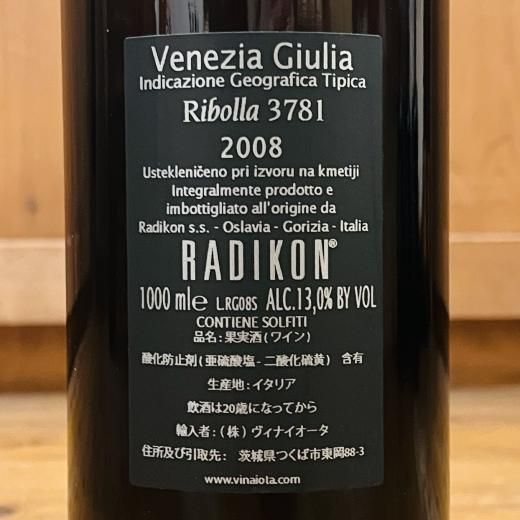 Venezia Giulia
Indicazione Geografica Tipica
Ribolla 3781
2008
Ustekleničeno pri izvoru na kmetiji
Integralmente prodotto e
imbottigliato all'origine da
Radikon s.s. - Oslavia - Gorizia - Italia
RADIKON®
1000 ml℮ L.RG08S ALC.13,0% BY VOL
CONTIENE SOLFITI
品名：果実酒(ワイン)
酸化防止剤(亜硫酸塩-二酸化硫黄) 含有
生産地：イタリア
飲酒は20歳になってから
輸入者：(株)ヴィナイオータ
住所及び引取先： 茨城県つくば市東岡88-3
www.vinaiota.com